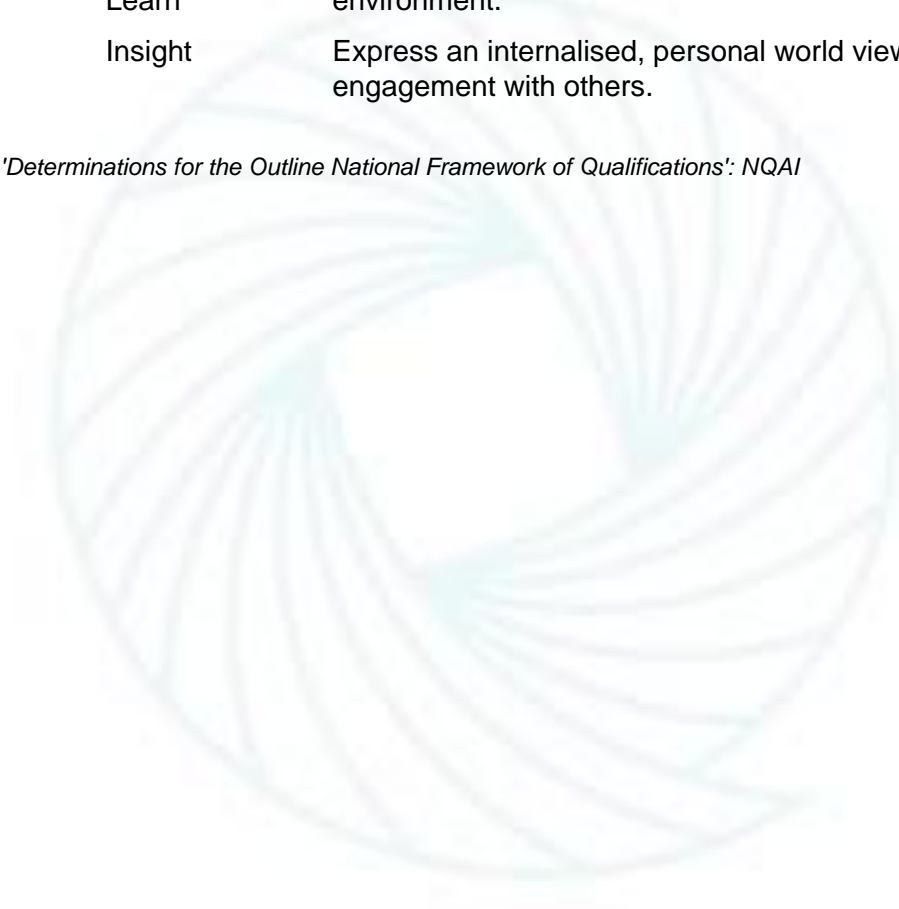 Learn environment.
Insight Express an internalised, personal world view
engagement with others.
'Determinations for the Outline National Framework of Qualifications': NQAI